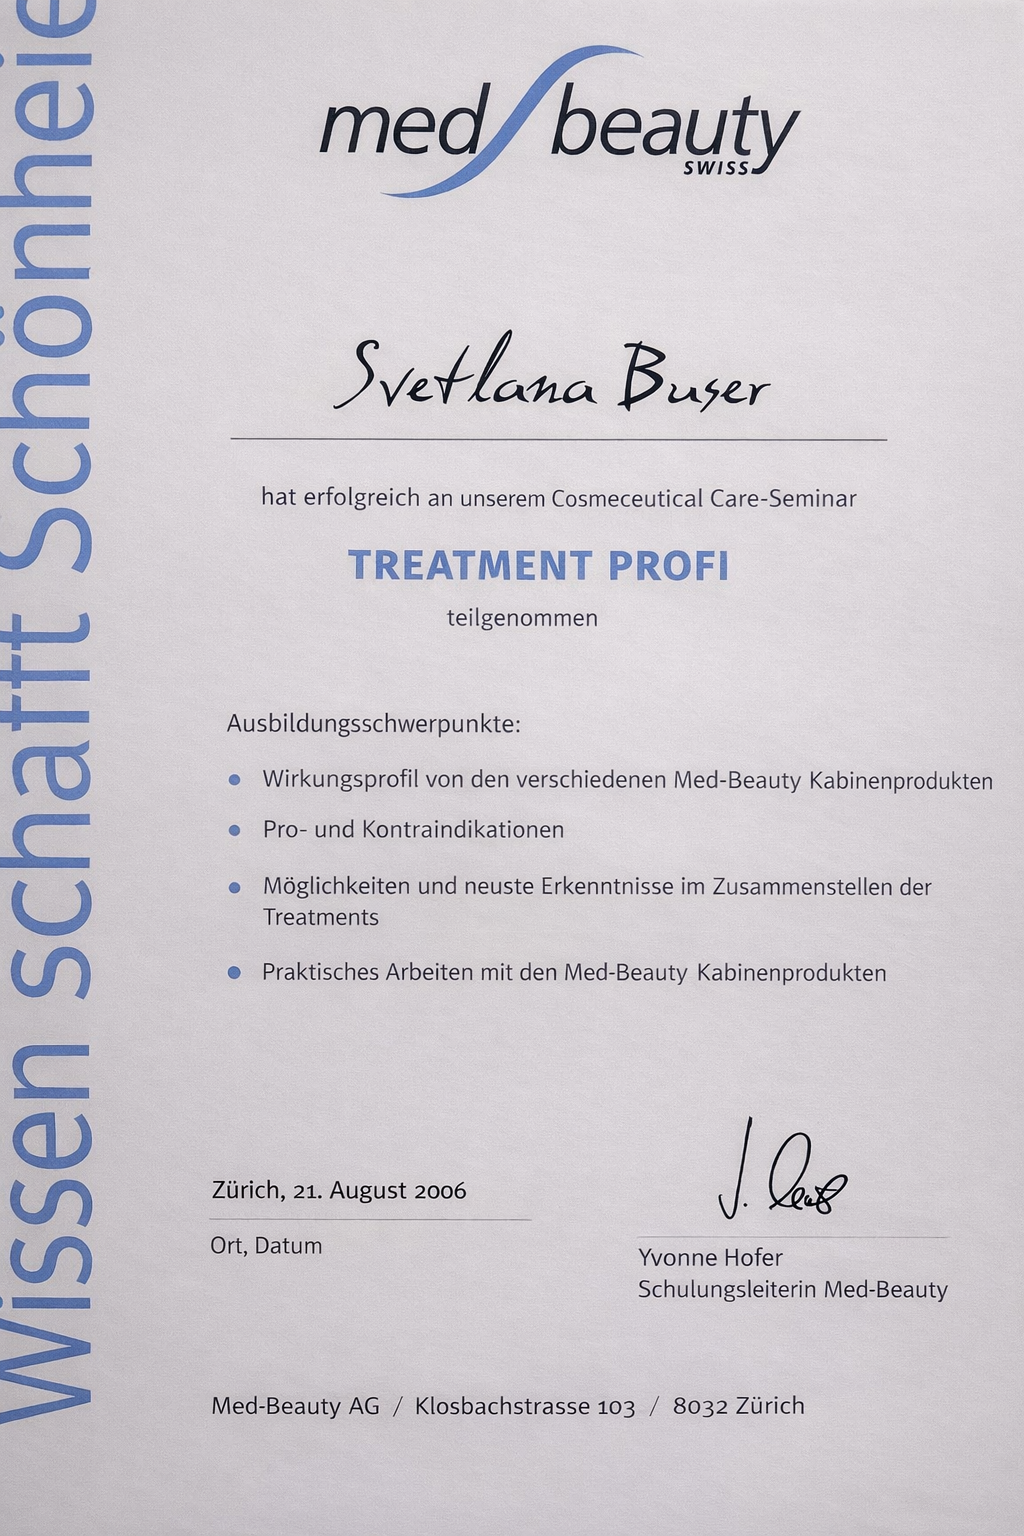 Wissen schafft Schönhei
med beauty
SWISS
Svetlana Buser
hat erfolgreich an unserem Cosmeceutical Care-Seminar
TREATMENT PROFI
teilgenommen
Ausbildungsschwerpunkte:
• Wirkungsprofil von den verschiedenen Med-Beauty Kabinenprodukten
• Pro- und Kontraindikationen
• Möglichkeiten und neuste Erkenntnisse im Zusammenstellen der
Treatments
• Praktisches Arbeiten mit den Med-Beauty Kabinenprodukten
Zürich, 21. August 2006
Ort, Datum
Yvonne Hofer
Schulungsleiterin Med-Beauty
Med-Beauty AG / Klosbachstrasse 103 / 8032 Zürich